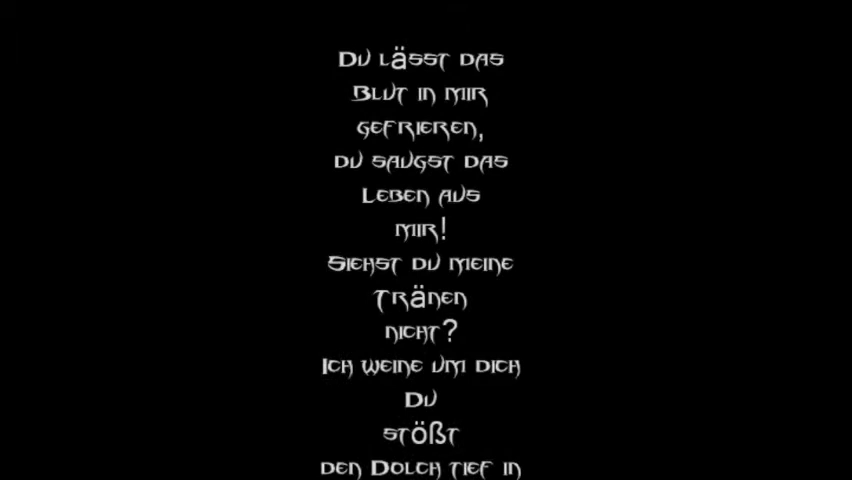 Du lässt das
Blut in mir
gefrieren,
du saugst das
Leben aus
mir!
Siehst du meine
Tränen
nicht?
Ich weine um dich
Du
stößt
den Dolch tief in